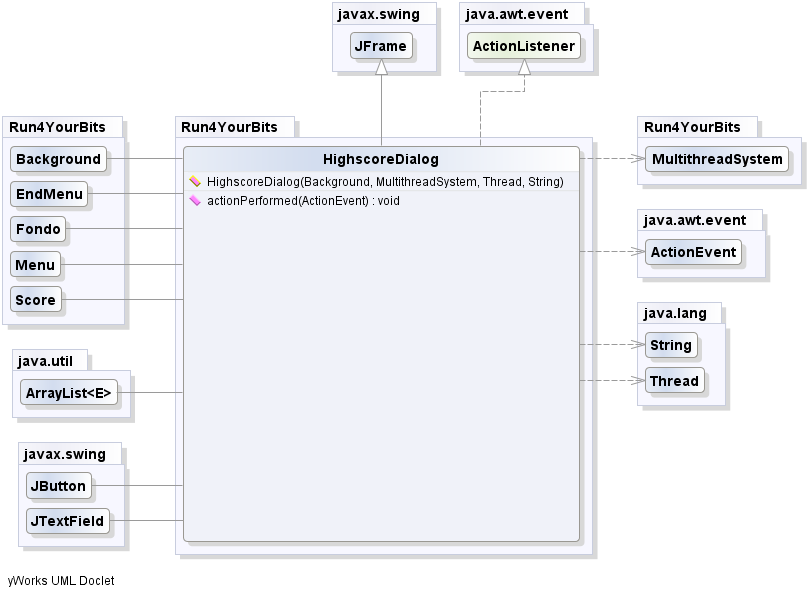 javax.swing
JFrame
java.awt.event
ActionListener
Run4YourBits
Background
EndMenu
Fondo
Menu
Score
java.util
ArrayList<E>
javax.swing
JButton
JTextField
Run4YourBits
HighscoreDialog
HighscoreDialog(Background, MultithreadSystem, Thread, String)
actionPerformed(ActionEvent) : void
Run4YourBits
MultithreadSystem
java.awt.event
ActionEvent
java.lang
String
Thread
yWorks UML Doclet